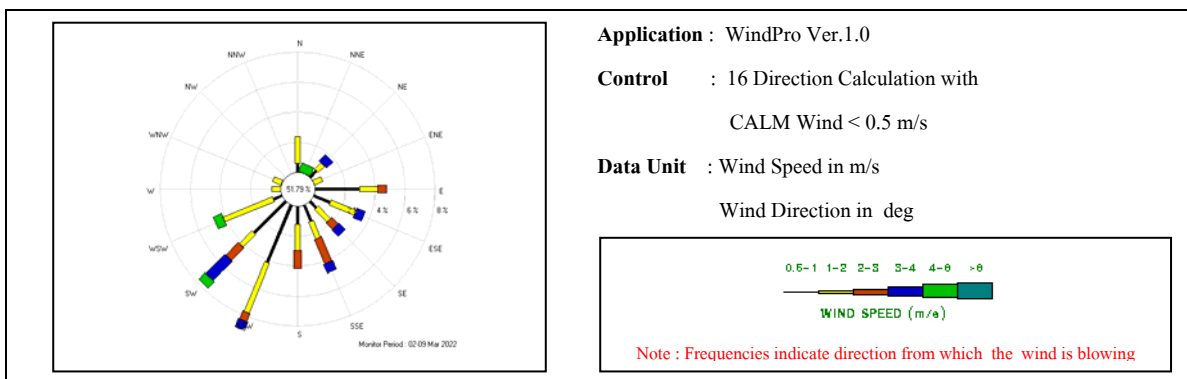 N
NNW
NNE
NW
NE
WNW
ENE
W
51.79 %
E
4 %
6 %
8 %
WSW
ESE
SW
SE
SSE
S
Monitor Period : 02-09 Mar 2022
Application : WindPro Ver.1.0
Control : 16 Direction Calculation with
CALM Wind < 0.5 m/s
Data Unit : Wind Speed in m/s
Wind Direction in deg
0.5-1 1-2 2-3 3-4 4-6 >6
WIND SPEED (m/s)
Note : Frequencies indicate direction from which the wind is blowing